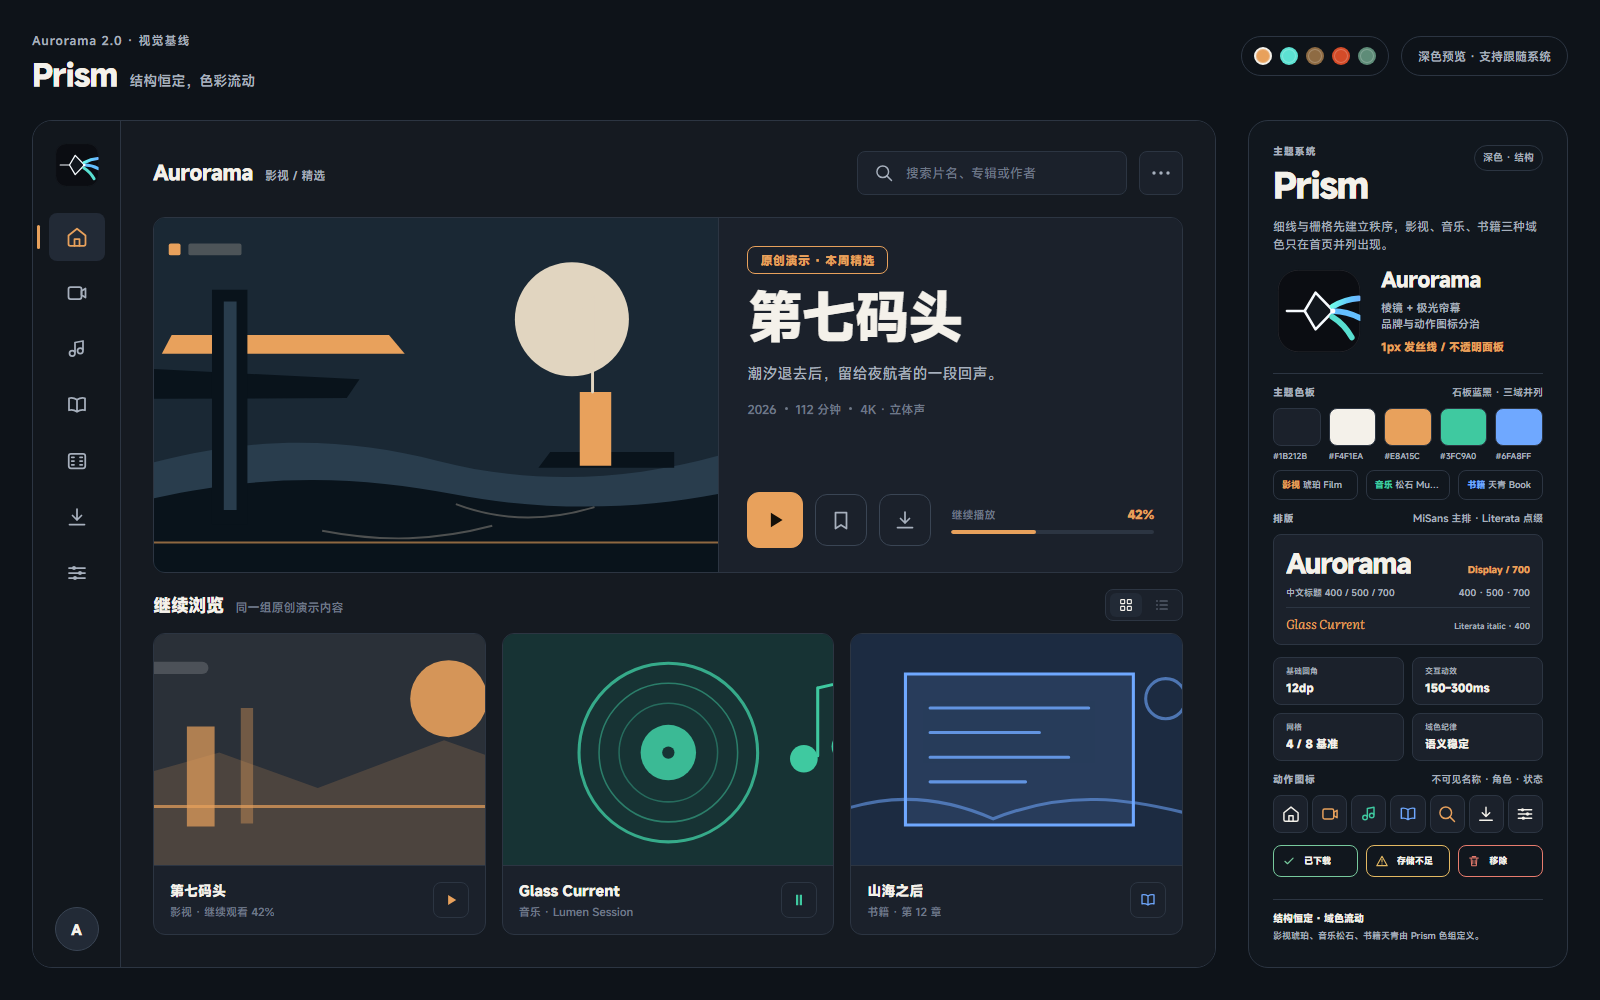 Aurorama 2.0 · 视觉基线
Prism 结构恒定，色彩流动
深色预览 · 支持跟随系统
Aurorama 影视 / 精选
搜索片名、专辑或作者
原创演示 · 本周精选
第七码头
潮汐退去后，留给夜航者的一段回声。
2026 · 112 分钟 · 4K · 立体声
继续播放 42%
继续浏览 同一组原创演示内容
第七码头
影视 · 继续观看 42%
Glass Current
音乐 · Lumen Session
山海之后
书籍 · 第 12 章
A
主题系统
深色 · 结构
Prism
细线与栅格先建立秩序，影视、音乐、书籍三种域
色只在首页并列出现。
Aurorama
棱镜 + 极光帘幕
品牌与动作图标分治
1px 发丝线 / 不透明面板
主题色板 石板蓝黑 · 三域并列
#1B212B #F4F1EA #E8A15C #3FC9A0 #6FA8FF
影视 琥珀 Film 音乐 松石 Mu... 书籍 天青 Book
排版 MiSans 主排 · Literata 点缀
Aurorama Display / 700
中文标题 400 / 500 / 700 400 · 500 · 700
Glass Current Literata italic · 400
基础圆角
12dp
交互动效
150–300ms
网格
4 / 8 基准
域色纪律
语义稳定
动作图标 不可见名称 · 角色 · 状态
已下载 存储不足 移除
结构恒定 · 域色流动
影视琥珀、音乐松石、书籍天青由 Prism 色组定义。